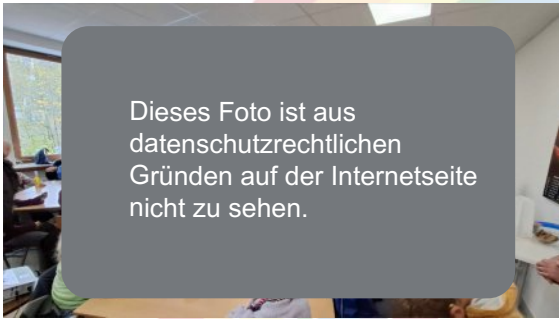 Dieses Foto ist aus
datenschutzrechtlichen
Gründen auf der Internetseite
nicht zu sehen.